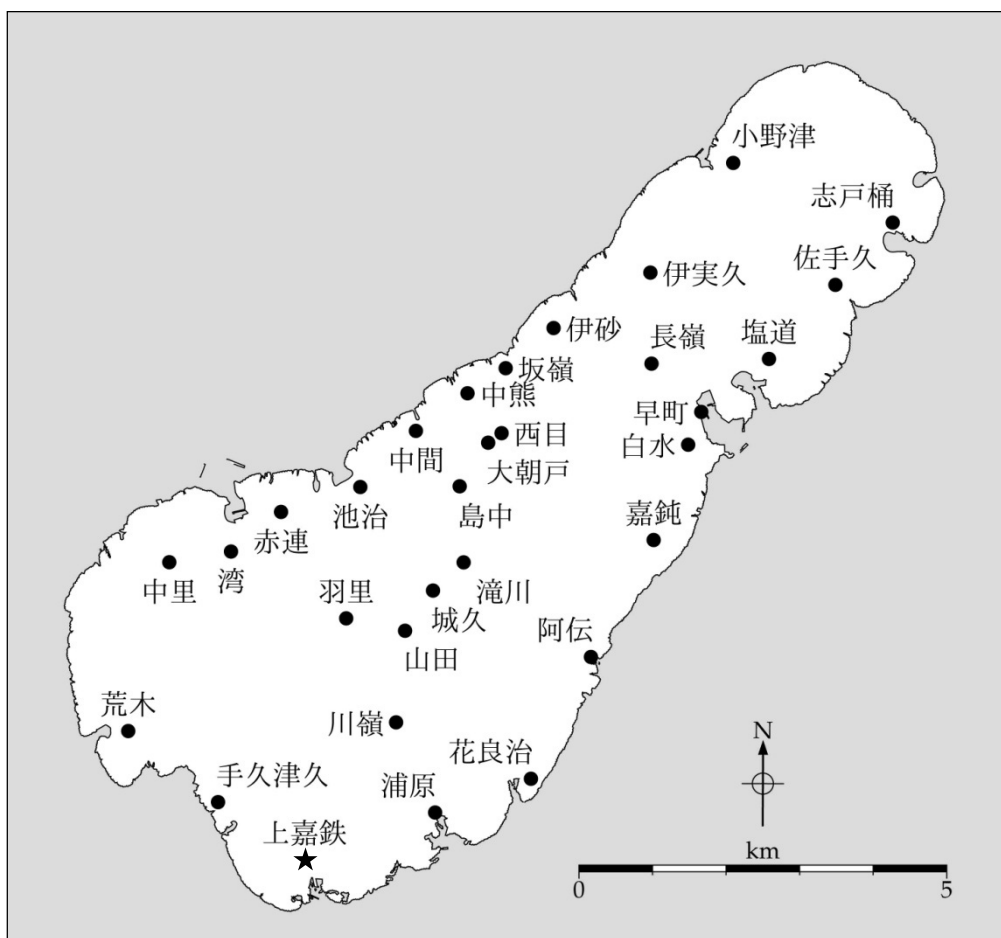 小野津
志戸桶
佐手久
伊実久
伊砂
長嶺
塩道
坂嶺
中熊
早町
西目
中間
白水
大朝戸
池治
島中
嘉鈍
赤連
湾
中里
羽里
滝川
城久
阿伝
山田
荒木
川嶺
N
花良治
手久津久
浦原
上嘉鉄
km
0
5